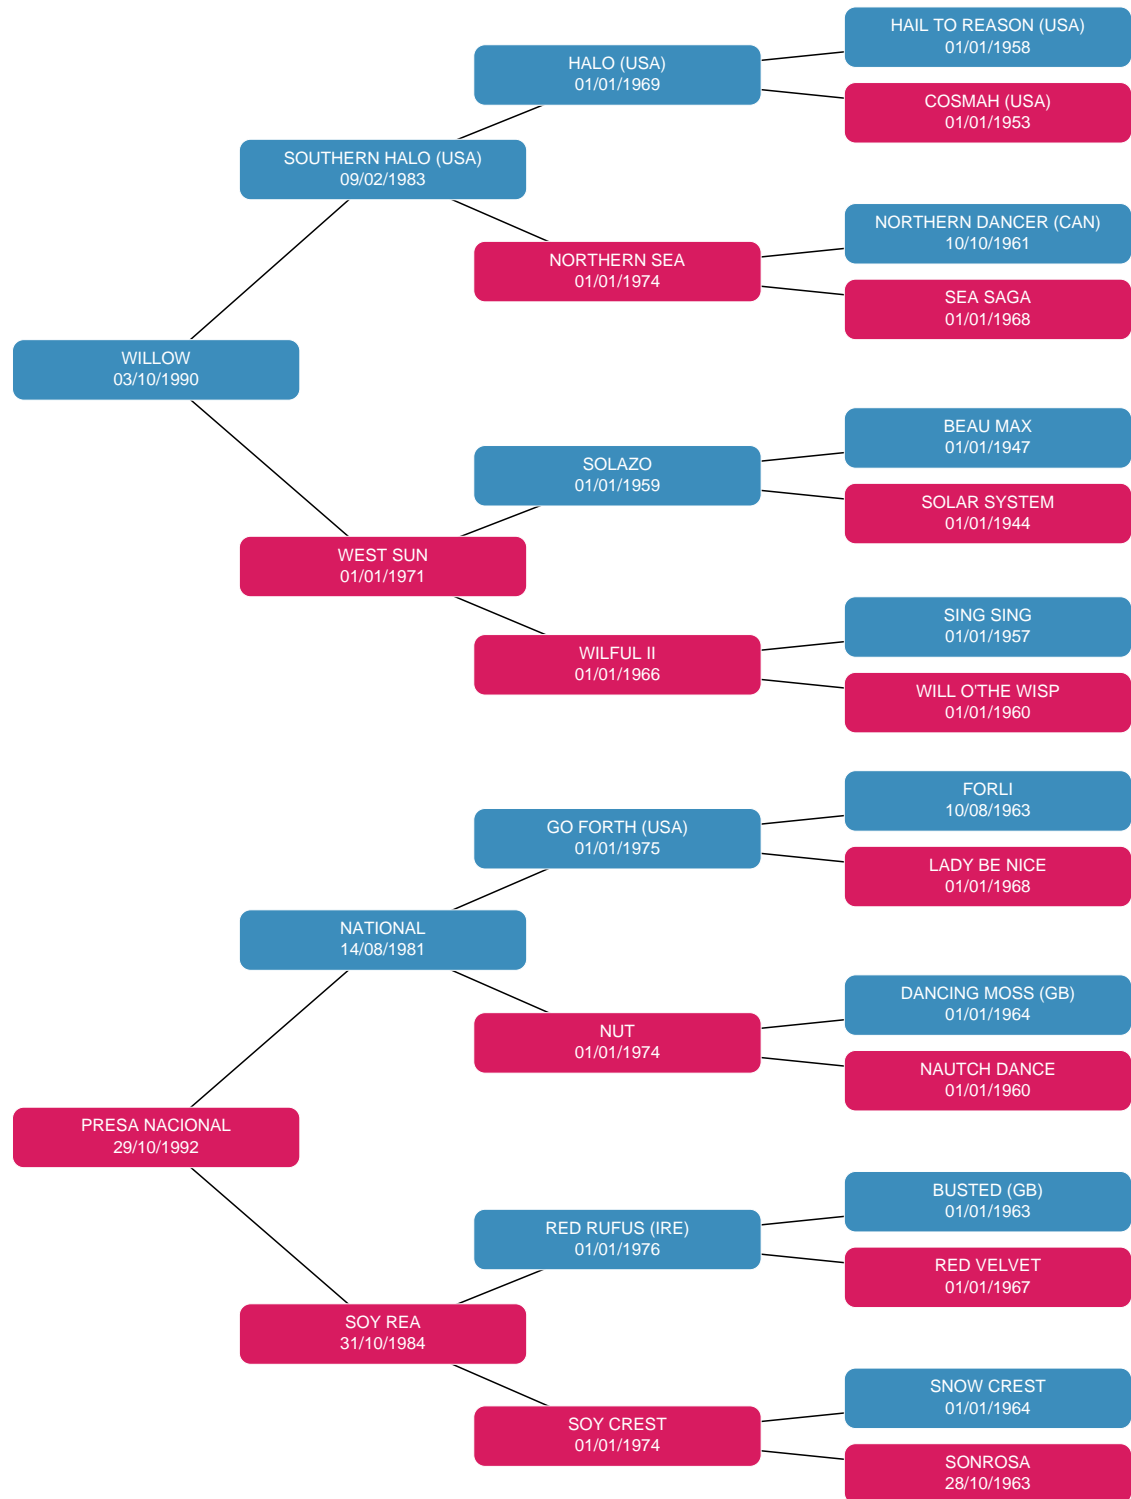 HAIL TO REASON (USA)
01/01/1958
HALO (USA)
01/01/1969
COSMAH (USA)
01/01/1953
SOUTHERN HALO (USA)
09/02/1983
NORTHERN DANCER (CAN)
10/10/1961
NORTHERN SEA
01/01/1974
SEA SAGA
01/01/1968
WILLOW
03/10/1990
BEAU MAX
01/01/1947
SOLAZO
01/01/1959
SOLAR SYSTEM
01/01/1944
WEST SUN
01/01/1971
SING SING
01/01/1957
WILFUL II
01/01/1966
WILL O'THE WISP
01/01/1960
FORLI
10/08/1963
GO FORTH (USA)
01/01/1975
LADY BE NICE
01/01/1968
NATIONAL
14/08/1981
DANCING MOSS (GB)
01/01/1964
NUT
01/01/1974
NAUTCH DANCE
01/01/1960
PRESA NACIONAL
29/10/1992
BUSTED (GB)
01/01/1963
RED RUFUS (IRE)
01/01/1976
RED VELVET
01/01/1967
SOY REA
31/10/1984
SNOW CREST
01/01/1964
SOY CREST
01/01/1974
SONROSA
28/10/1963